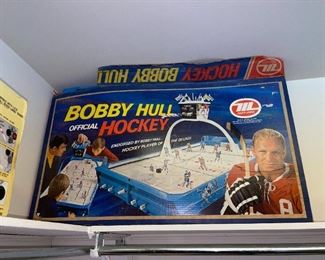 HOCKEY BOBBY HULL
BOBBY HULL
OFFICIAL HOCKEY
ENDORSED BY BOBBY HULL,
HOCKEY PLAYER OF THE DECADE
A